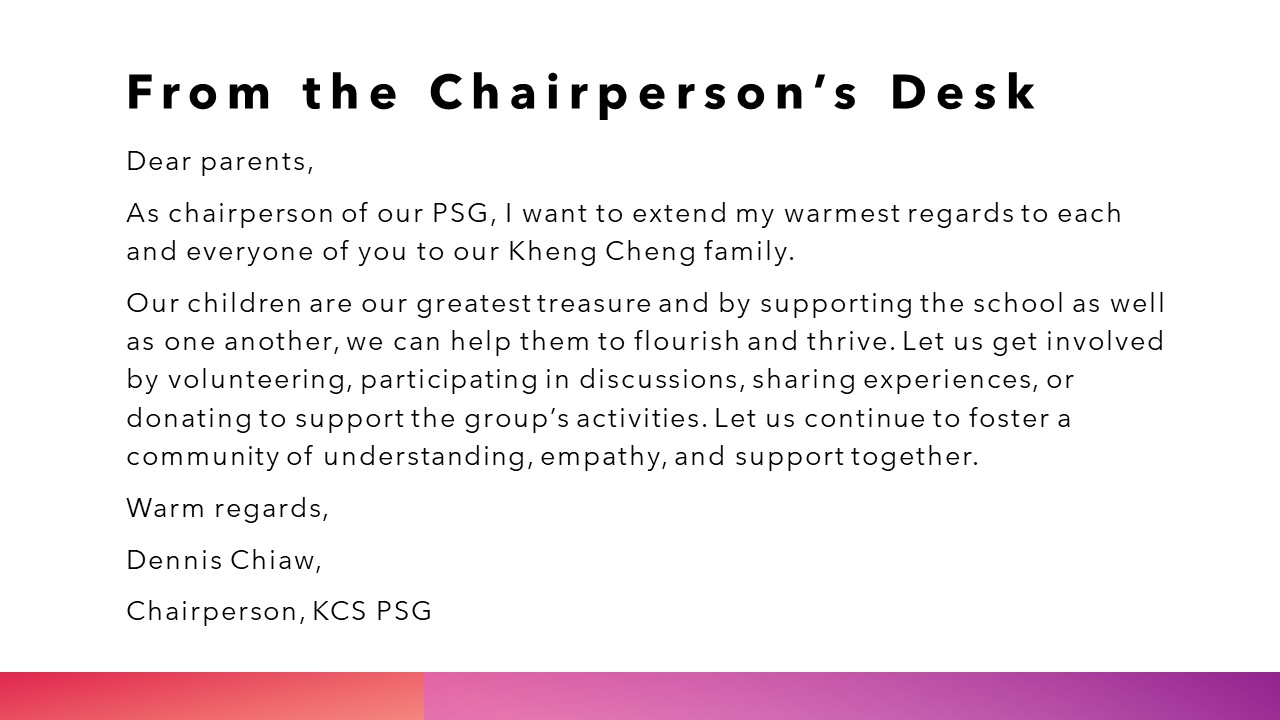 From the Chairperson’s Desk
Dear parents,
As chairperson of our PSG, I want to extend my warmest regards to each
and everyone of you to our Kheng Cheng family.
Our children are our greatest treasure and by supporting the school as well
as one another, we can help them to flourish and thrive. Let us get involved
by volunteering, participating in discussions, sharing experiences, or
donating to support the group’s activities. Let us continue to foster a
community of understanding, empathy, and support together.
Warm regards,
Dennis Chiaw,
Chairperson, KCS PSG